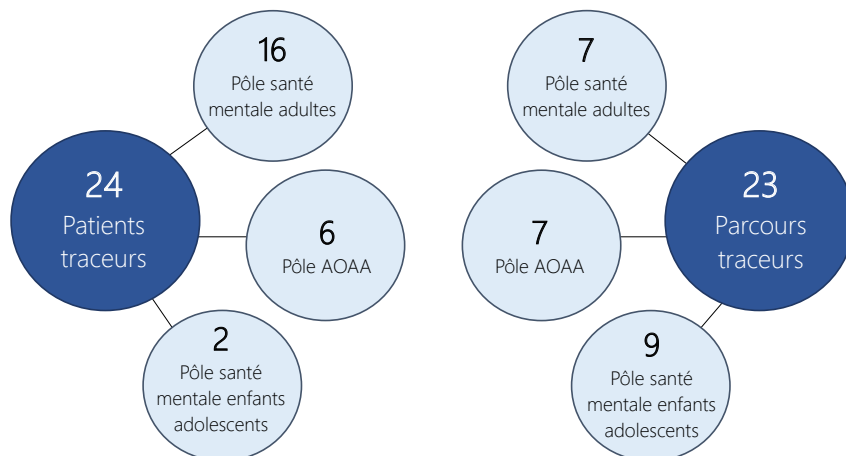 24
Patients
traceurs
16
Pôle santé
mentale adultes
6
Pôle AOAA
2
Pôle santé
mentale enfants
adolescents
7
Pôle santé
mentale adultes
7
Pôle AOAA
9
Pôle santé
mentale enfants
adolescents
23
Parcours
traceurs